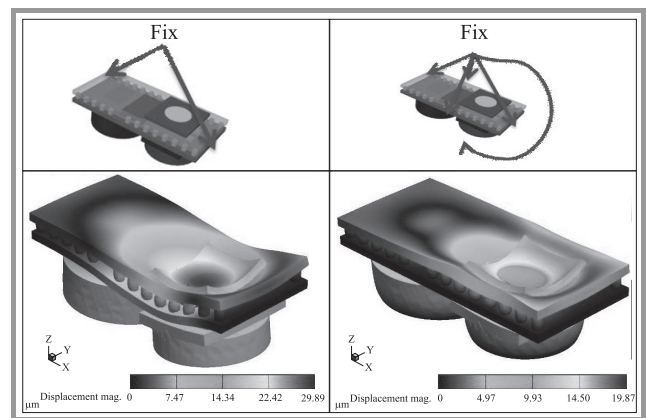 Fix
Fix
Z
Y
X
µm
Displacement mag. 0 7.47 14.34 22.42 29.89
Z
Y
X
µm
Displacement mag. 0 4.97 9.93 14.50 19.87